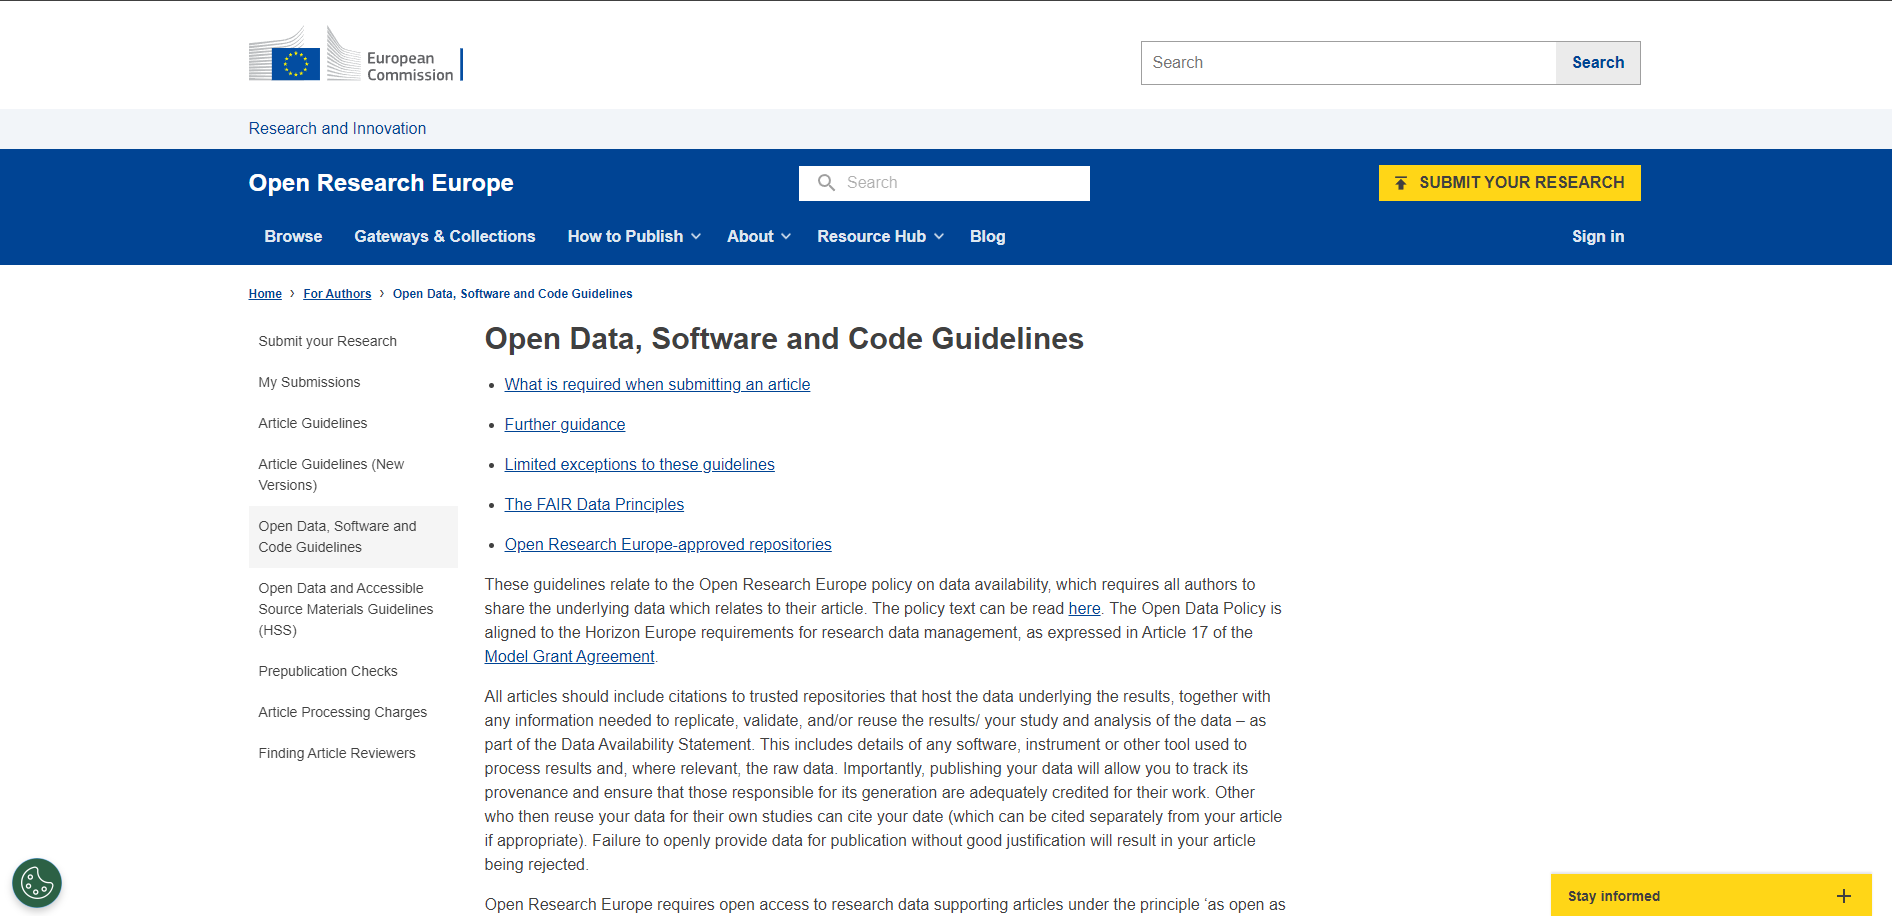 European
Commission
Search
Search
Research and Innovation
Open Research Europe
Search
SUBMIT YOUR RESEARCH
Browse
Gateways & Collections
How to Publish
About
Resource Hub
Blog
Sign in
Home › For Authors › Open Data, Software and Code Guidelines
Submit your Research
My Submissions
Article Guidelines
Article Guidelines (New
Versions)
Open Data, Software and
Code Guidelines
Open Data and Accessible
Source Materials Guidelines
(HSS)
Prepublication Checks
Article Processing Charges
Finding Article Reviewers
Open Data, Software and Code Guidelines
• What is required when submitting an article
• Further guidance
• Limited exceptions to these guidelines
• The FAIR Data Principles
• Open Research Europe-approved repositories
These guidelines relate to the Open Research Europe policy on data availability, which requires all authors to
share the underlying data which relates to their article. The policy text can be read here. The Open Data Policy is
aligned to the Horizon Europe requirements for research data management, as expressed in Article 17 of the
Model Grant Agreement.
All articles should include citations to trusted repositories that host the data underlying the results, together with
any information needed to replicate, validate, and/or reuse the results/ your study and analysis of the data – as
part of the Data Availability Statement. This includes details of any software, instrument or other tool used to
process results and, where relevant, the raw data. Importantly, publishing your data will allow you to track its
provenance and ensure that those responsible for its generation are adequately credited for their work. Other
who then reuse your data for their own studies can cite your date (which can be cited separately from your article
if appropriate). Failure to openly provide data for publication without good justification will result in your article
being rejected.
Open Research Europe requires open access to research data supporting articles under the principle ‘as open as
Stay informed